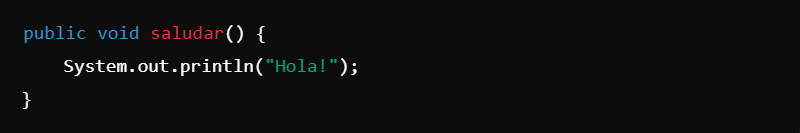 public void saludar() {
    System.out.println("Hola!");
}